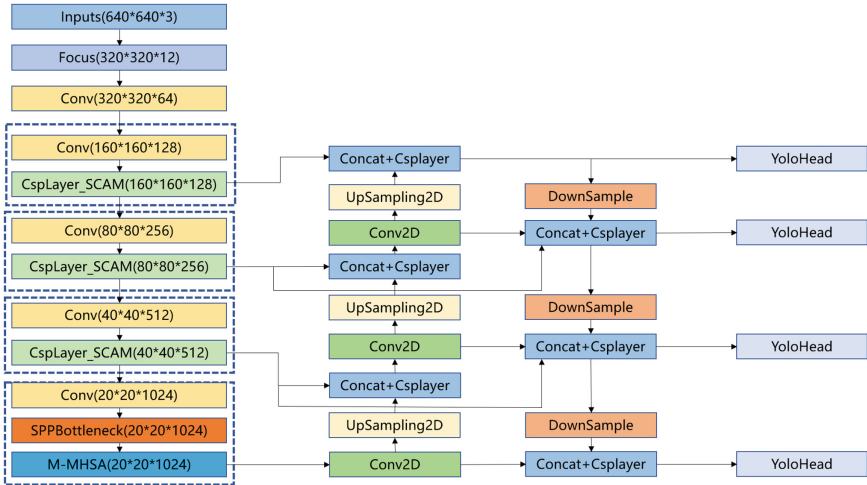 Inputs(640*640*3)
Focus(320*320*12)
Conv(320*320*64)
Conv(160*160*128)
CspLayer_SCAM(160*160*128)
Conv(80*80*256)
CspLayer_SCAM(80*80*256)
Conv(40*40*512)
CspLayer_SCAM(40*40*512)
Conv(20*20*1024)
SPPBottleneck(20*20*1024)
M-MHSA(20*20*1024)
Concat+Csplayer
UpSampling2D
Conv2D
Concat+Csplayer
UpSampling2D
Conv2D
Concat+Csplayer
UpSampling2D
Conv2D
DownSample
Concat+Csplayer
DownSample
Concat+Csplayer
DownSample
Concat+Csplayer
YoloHead
YoloHead
YoloHead
YoloHead